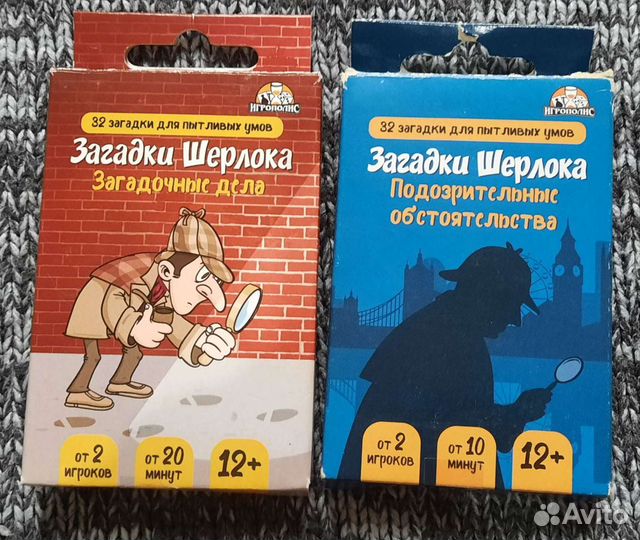 ИГРОПОЛИС
32 загадки для пытливых умов
Загадки Шерлока
Загадочные дела
от 2
игроков
от 20
минут
12+
ИГРОПОЛИС
32 загадки для пытливых умов
Загадки Шерлока
Подозрительные
обстоятельства
от 2
игроков
от 10
минут
12+
Avito